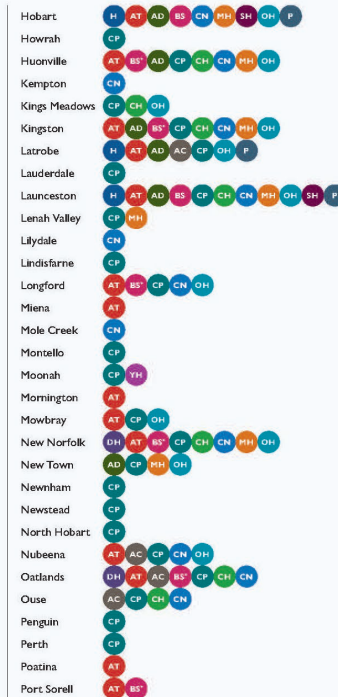 Hobart H AT AD BS CN MH SH OH P
Howrah CP
Huonville AT BS* AD CP CH CN MH OH
Kempton CN
Kings Meadows CP CH OH
Kingston AT AD BS* CP CH CN MH OH
Latrobe H AT AD AC CP OH P
Lauderdale CP
Launceston H AT AD BS CP CH CN MH OH SH P
Lenah Valley CP MH
Lilydale CN
Lindisfarne CP
Longford AT BS* CP CN OH
Miena AT
Mole Creek CN
Montello CP
Moonah CP YH
Mornington AT
Mowbray AT CP OH
New Norfolk DH AT BS* CP CH CN MH OH
New Town AD CP MH OH
Newnham CP
Newstead CP
North Hobart CP
Nubeena AT AC CP CN OH
Oatlands DH AT AC BS* CP CH CN
Ouse AC CP CH CN
Penguin CP
Perth CP
Poatina AT
Port Sorell AT BS*